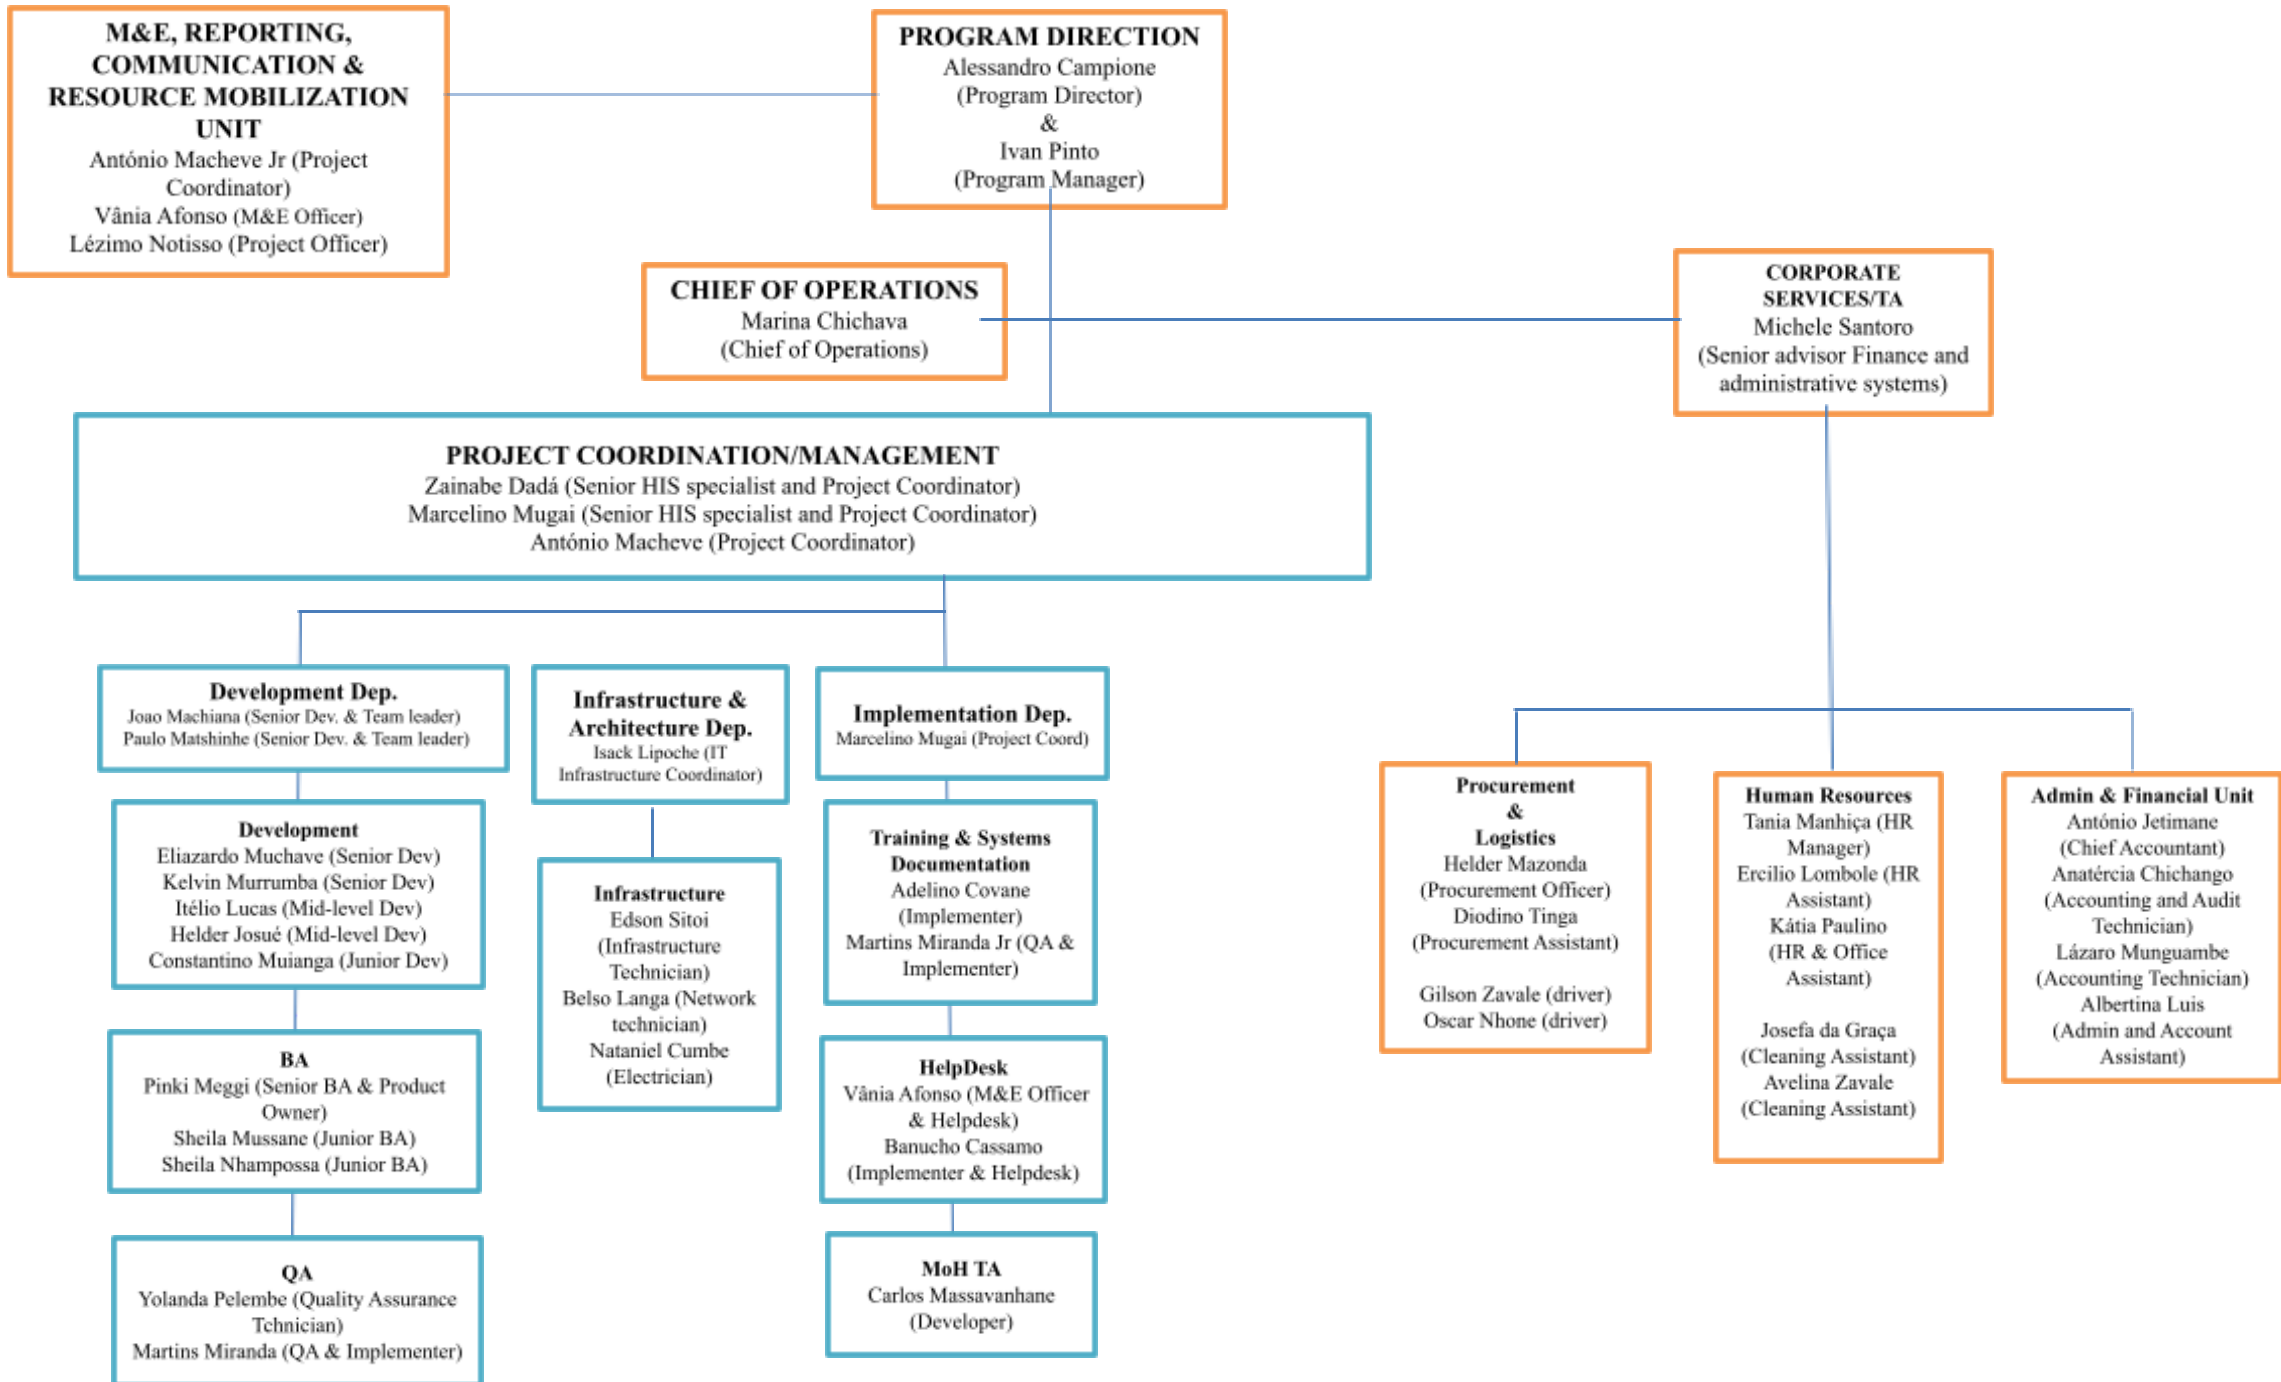 M&E, REPORTING,
COMMUNICATION &
RESOURCE MOBILIZATION
UNIT
António Macheve Jr (Project
Coordinator)
Vânia Afonso (M&E Officer)
Lézimo Notisso (Project Officer)
PROGRAM DIRECTION
Alessandro Campione
(Program Director)
&
Ivan Pinto
(Program Manager)
CHIEF OF OPERATIONS
Marina Chichava
(Chief of Operations)
CORPORATE
SERVICES/TA
Michele Santoro
(Senior advisor Finance and
administrative systems)
PROJECT COORDINATION/MANAGEMENT
Zainabe Dadá (Senior HIS specialist and Project Coordinator)
Marcelino Mugai (Senior HIS specialist and Project Coordinator)
António Macheve (Project Coordinator)
Development Dep.
Joao Machiana (Senior Dev. & Team leader)
Paulo Matshinhe (Senior Dev. & Team leader)
Development
Eliazardo Muchave (Senior Dev)
Kelvin Murrumba (Senior Dev)
Itélio Lucas (Mid-level Dev)
Helder Josué (Mid-level Dev)
Constantino Muianga (Junior Dev)
BA
Pinki Meggi (Senior BA & Product
Owner)
Sheila Mussane (Junior BA)
Sheila Nhampossa (Junior BA)
QA
Yolanda Pelembe (Quality Assurance
Tchnician)
Martins Miranda (QA & Implementer)
Infrastructure &
Architecture Dep.
Isack Lipoche (IT
Infrastructure Coordinator)
Infrastructure
Edson Sitoi
(Infrastructure
Technician)
Belso Langa (Network
technician)
Nataniel Cumbe
(Electrician)
Implementation Dep.
Marcelino Mugai (Project Coord)
Training & Systems
Documentation
Adelino Covane
(Implementer)
Martins Miranda Jr (QA &
Implementer)
HelpDesk
Vânia Afonso (M&E Officer
& Helpdesk)
Banucho Cassamo
(Implementer & Helpdesk)
MoH TA
Carlos Massavanhane
(Developer)
Procurement
&
Logistics
Helder Mazonda
(Procurement Officer)
Diodino Tinga
(Procurement Assistant)
Gilson Zavale (driver)
Oscar Nhone (driver)
Human Resources
Tania Manhiça (HR
Manager)
Ercilio Lombole (HR
Assistant)
Kátia Paulino
(HR & Office
Assistant)
Josefa da Graça
(Cleaning Assistant)
Avelina Zavale
(Cleaning Assistant)
Admin & Financial Unit
António Jetimane
(Chief Accountant)
Anatércia Chichango
(Accounting and Audit
Technician)
Lázaro Munguambe
(Accounting Technician)
Albertina Luis
(Admin and Account
Assistant)